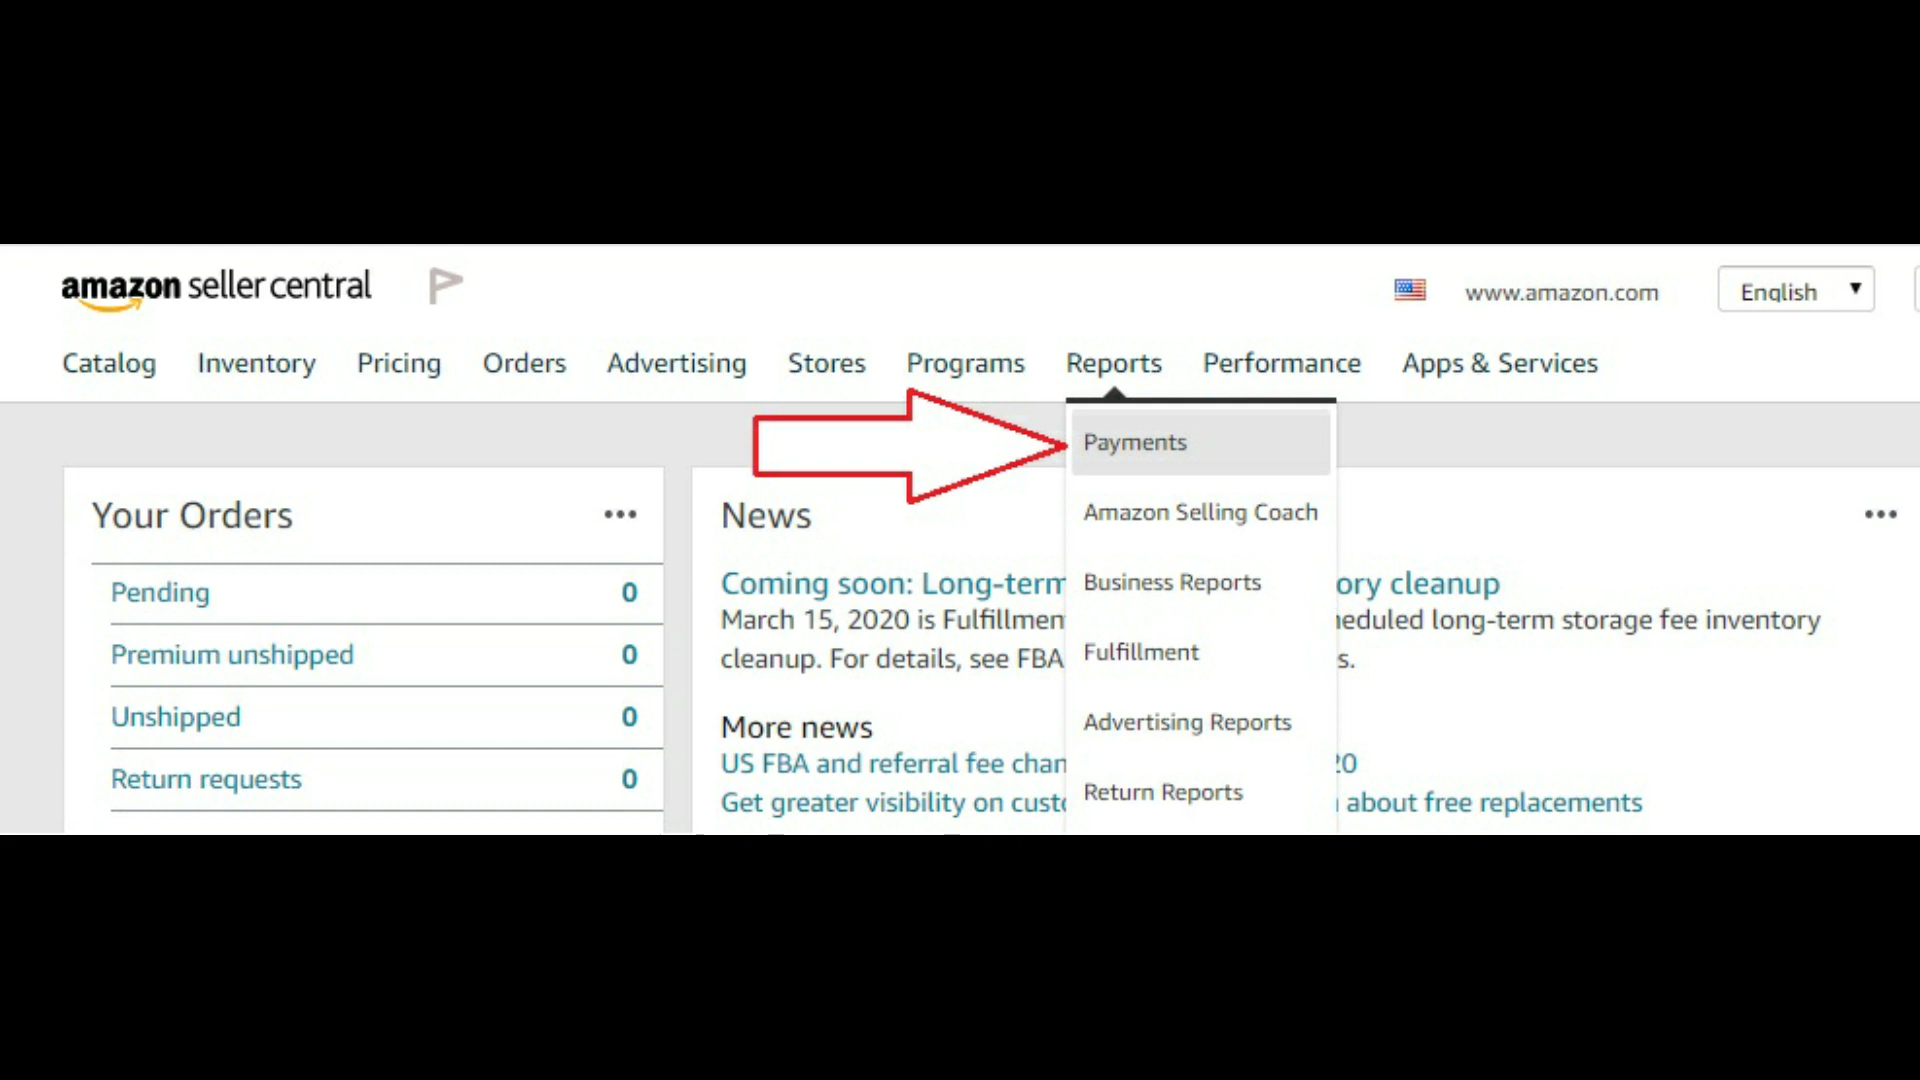 amazon seller central
www.amazon.com
English
Catalog Inventory Pricing Orders Advertising Stores Programs Reports Performance Apps & Services
Payments
Amazon Selling Coach
Business Reports
Fulfillment
Advertising Reports
Return Reports
Your Orders
Pending 0
Premium unshipped 0
Unshipped 0
Return requests 0
News
Coming soon: Long-term ory cleanup
March 15, 2020 is Fulfillmen heduled long-term storage fee inventory
cleanup. For details, see FBA s.
More news
US FBA and referral fee chan 20
Get greater visibility on custo about free replacements